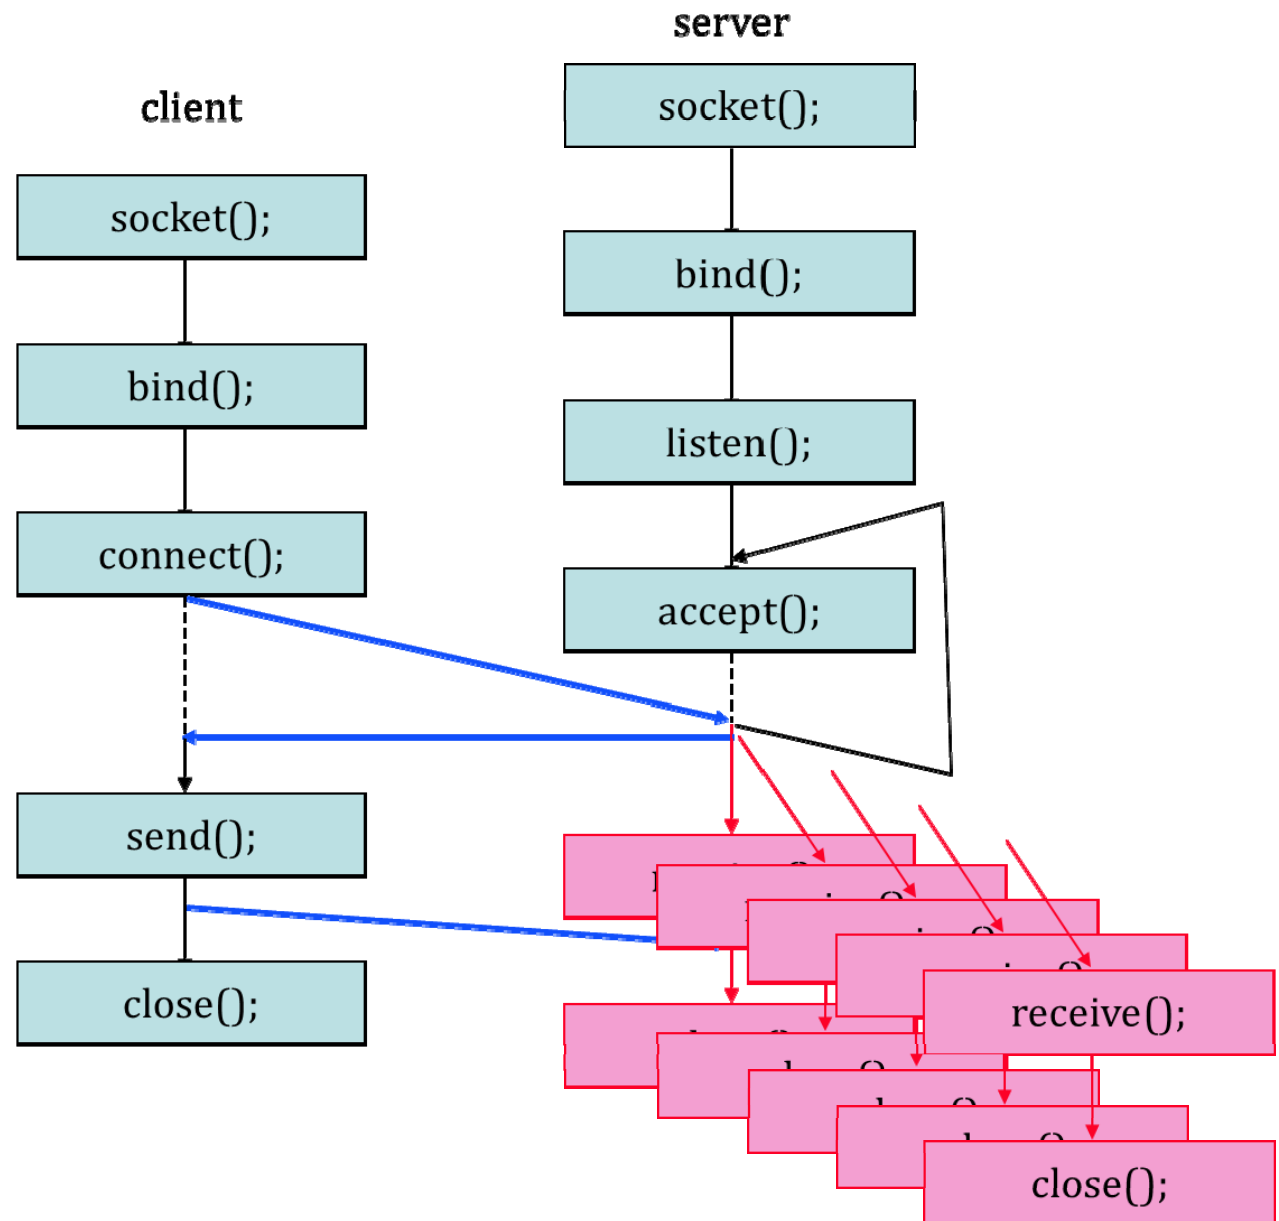 server
client
socket();
bind();
connect();
send();
close();
socket();
bind();
listen();
accept();
receive();
close();